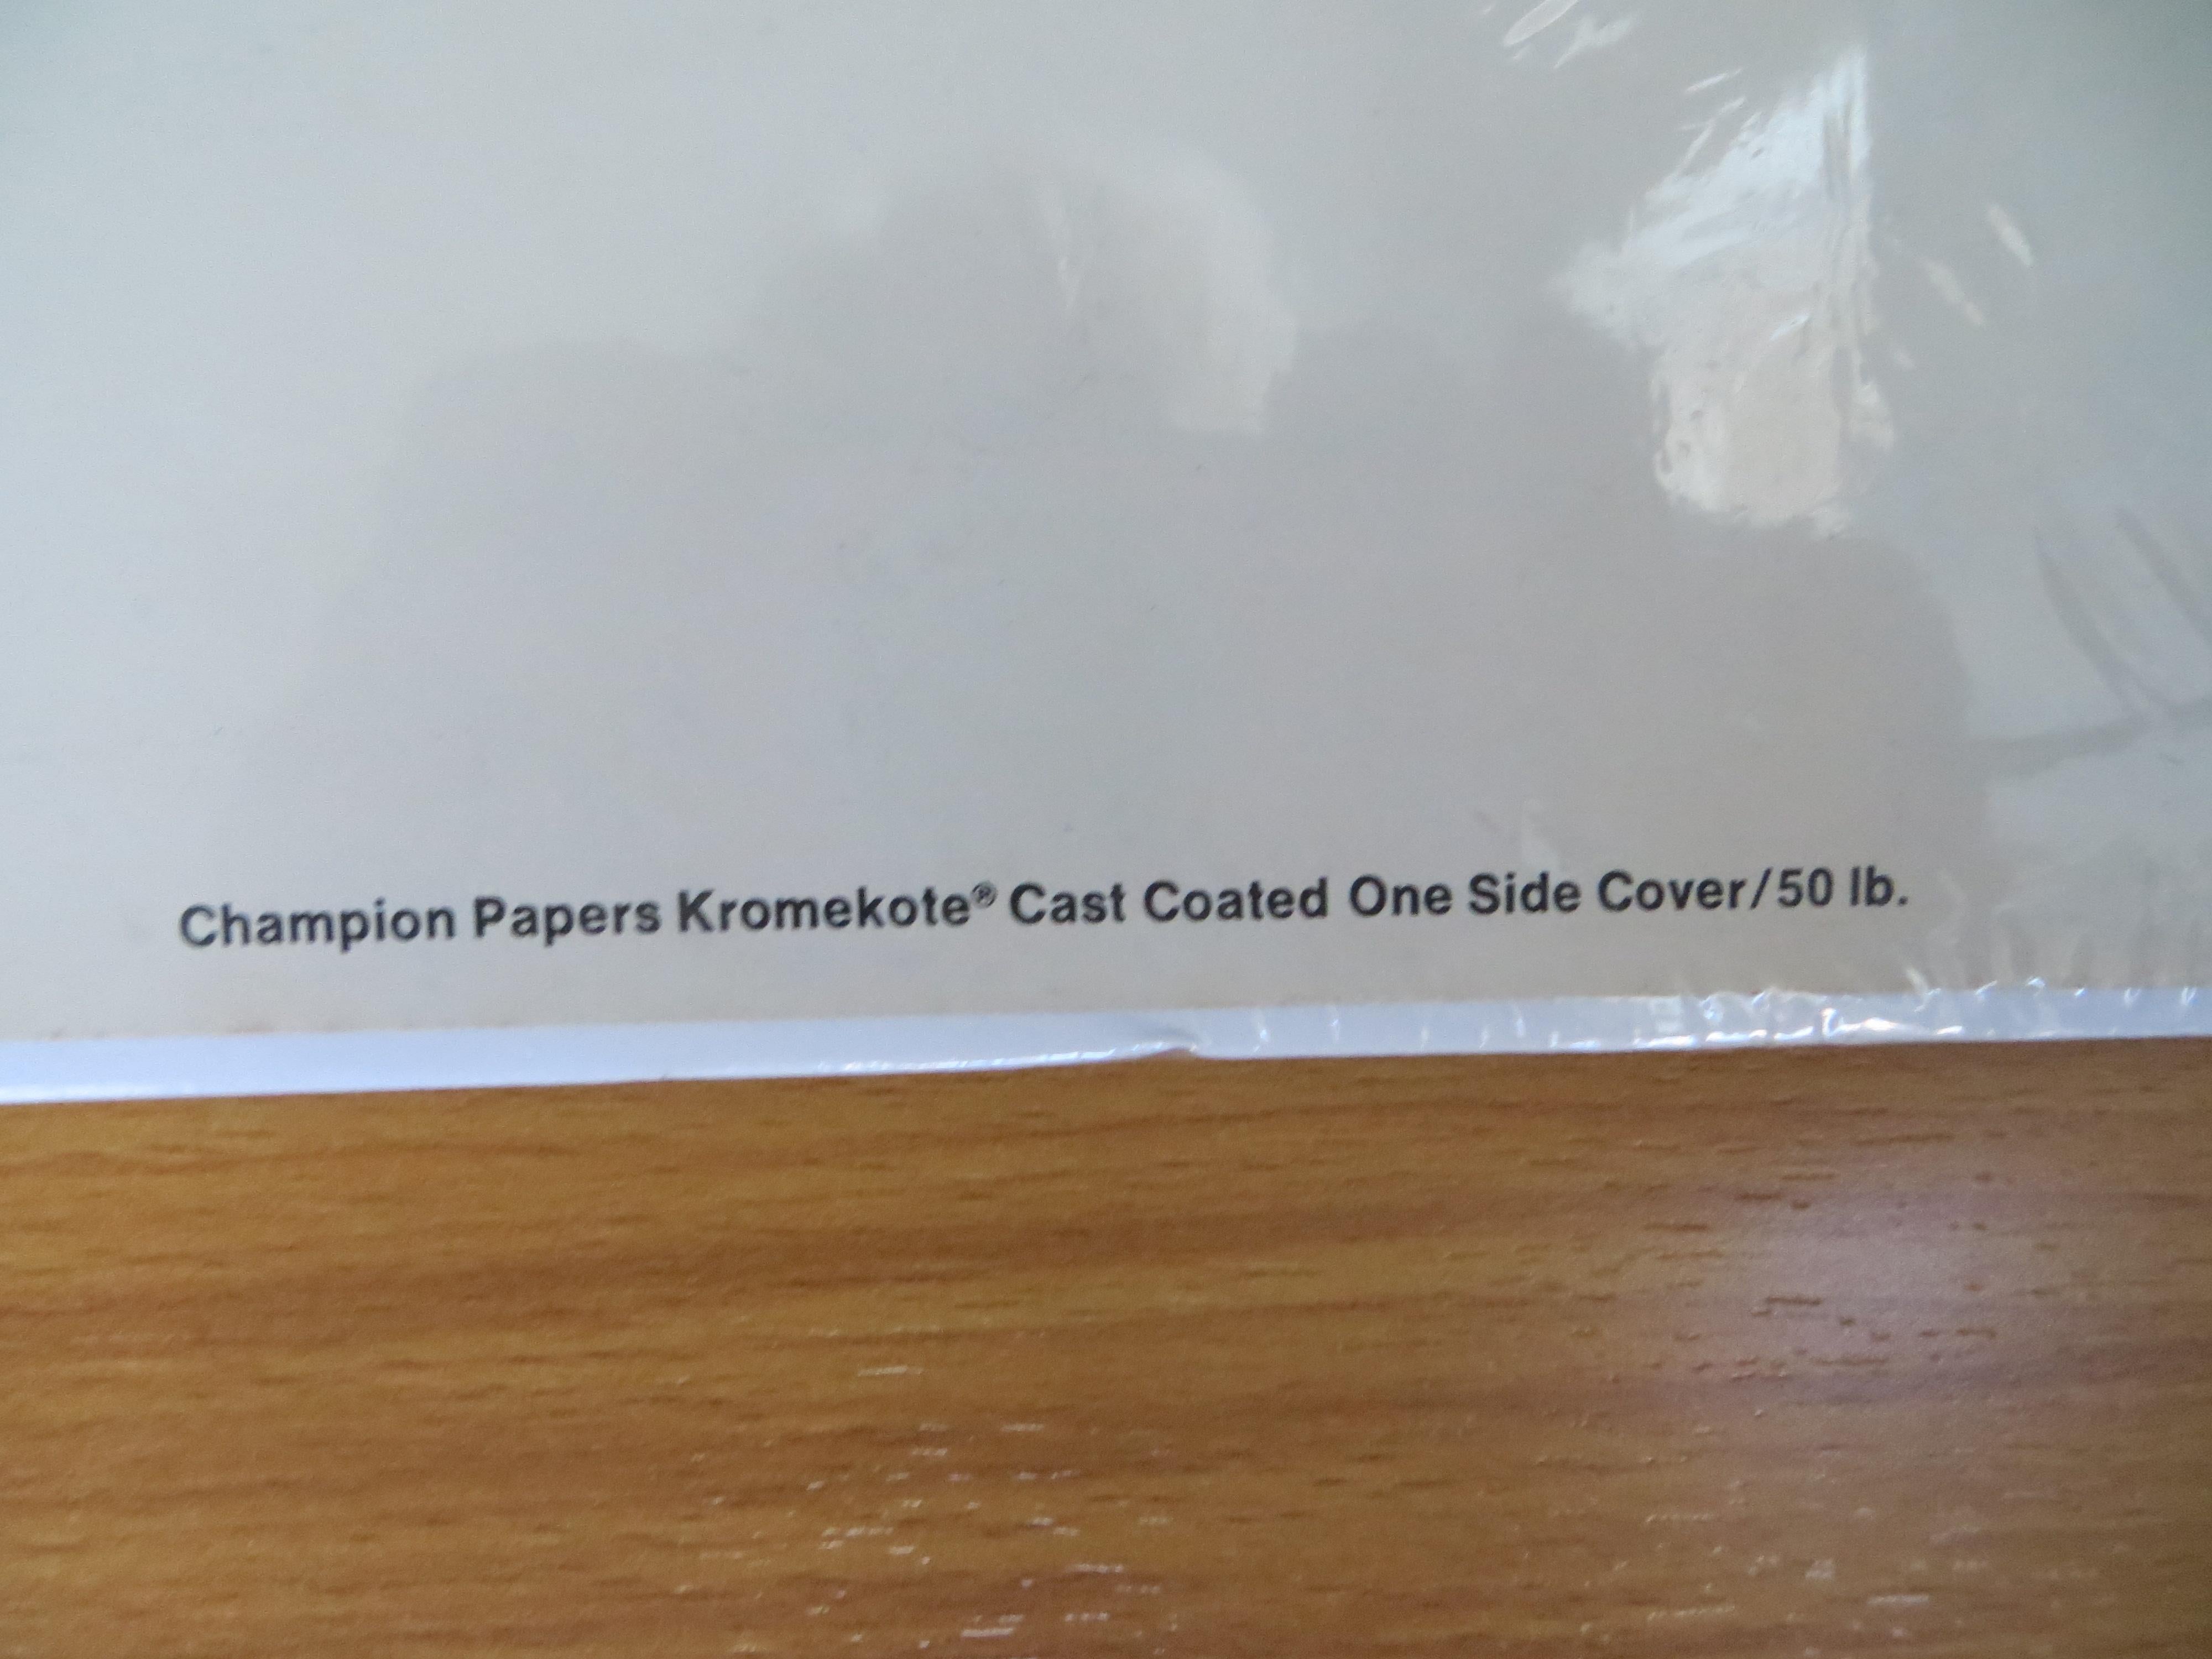 Champion Papers Kromekote® Cast Coated One Side Cover/50 lb.